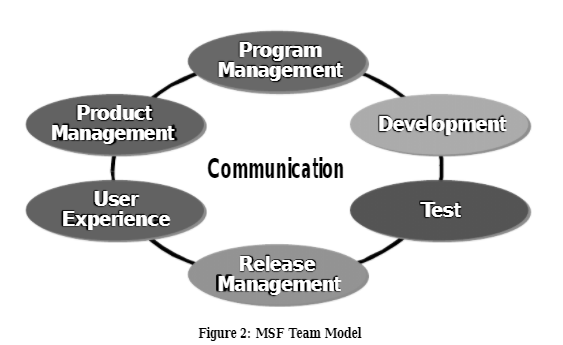 Program
Management
Product
Management
Development
Communication
User
Experience
Test
Release
Management
Figure 2: MSF Team Model